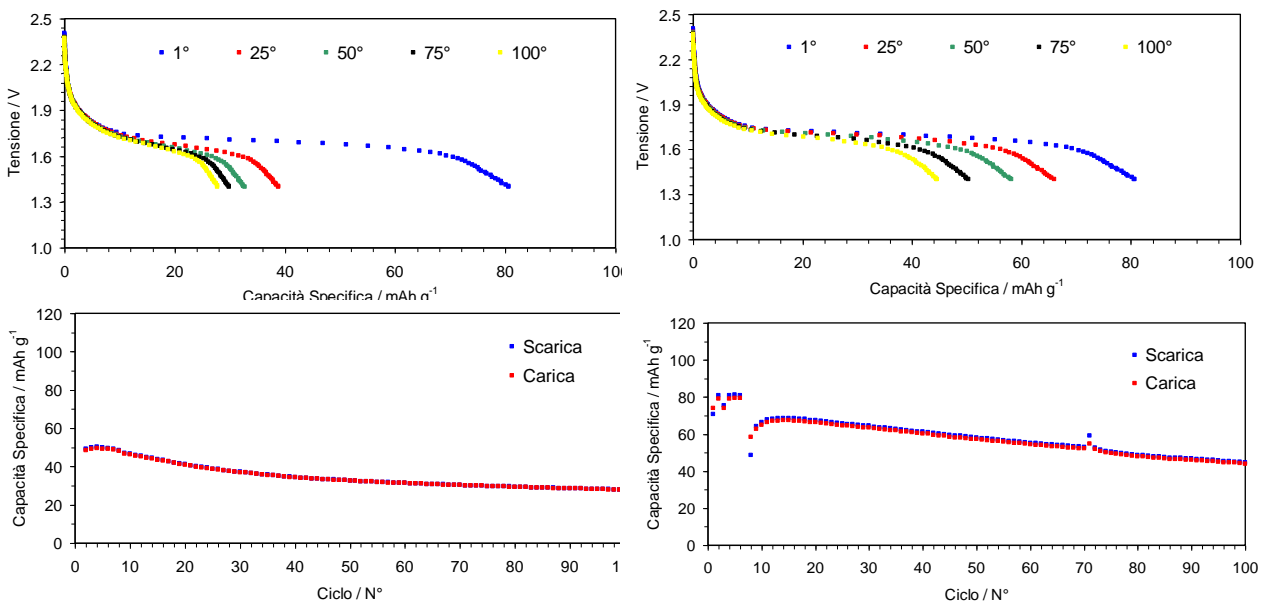 2.5
2.2
1.9
1.6
1.3
1.0
Tensione / V
1° 25° 50° 75° 100°
0 20 40 60 80 100
Capacità Specifica / mAh g-1
2.5
2.2
1.9
1.6
1.3
1.0
Tensione / V
1° 25° 50° 75° 100°
0 20 40 60 80 100
Capacità Specifica / mAh g-1
120
100
80
60
40
20
0
Capacità Specifica / mAh g-1
Scarica
Carica
0 10 20 30 40 50 60 70 80 90 1
Ciclo / N°
120
100
80
60
40
20
0
Capacità Specifica / mAh g-1
Scarica
Carica
0 10 20 30 40 50 60 70 80 90 100
Ciclo / N°